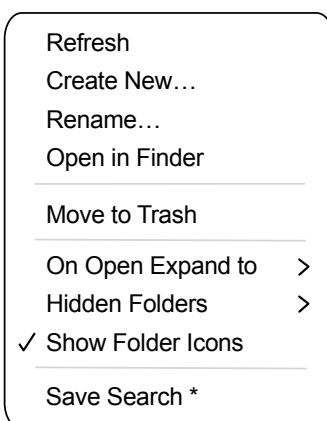 Refresh
Create New…
Rename…
Open in Finder
Move to Trash
On Open Expand to >
Hidden Folders >
✓ Show Folder Icons
Save Search *